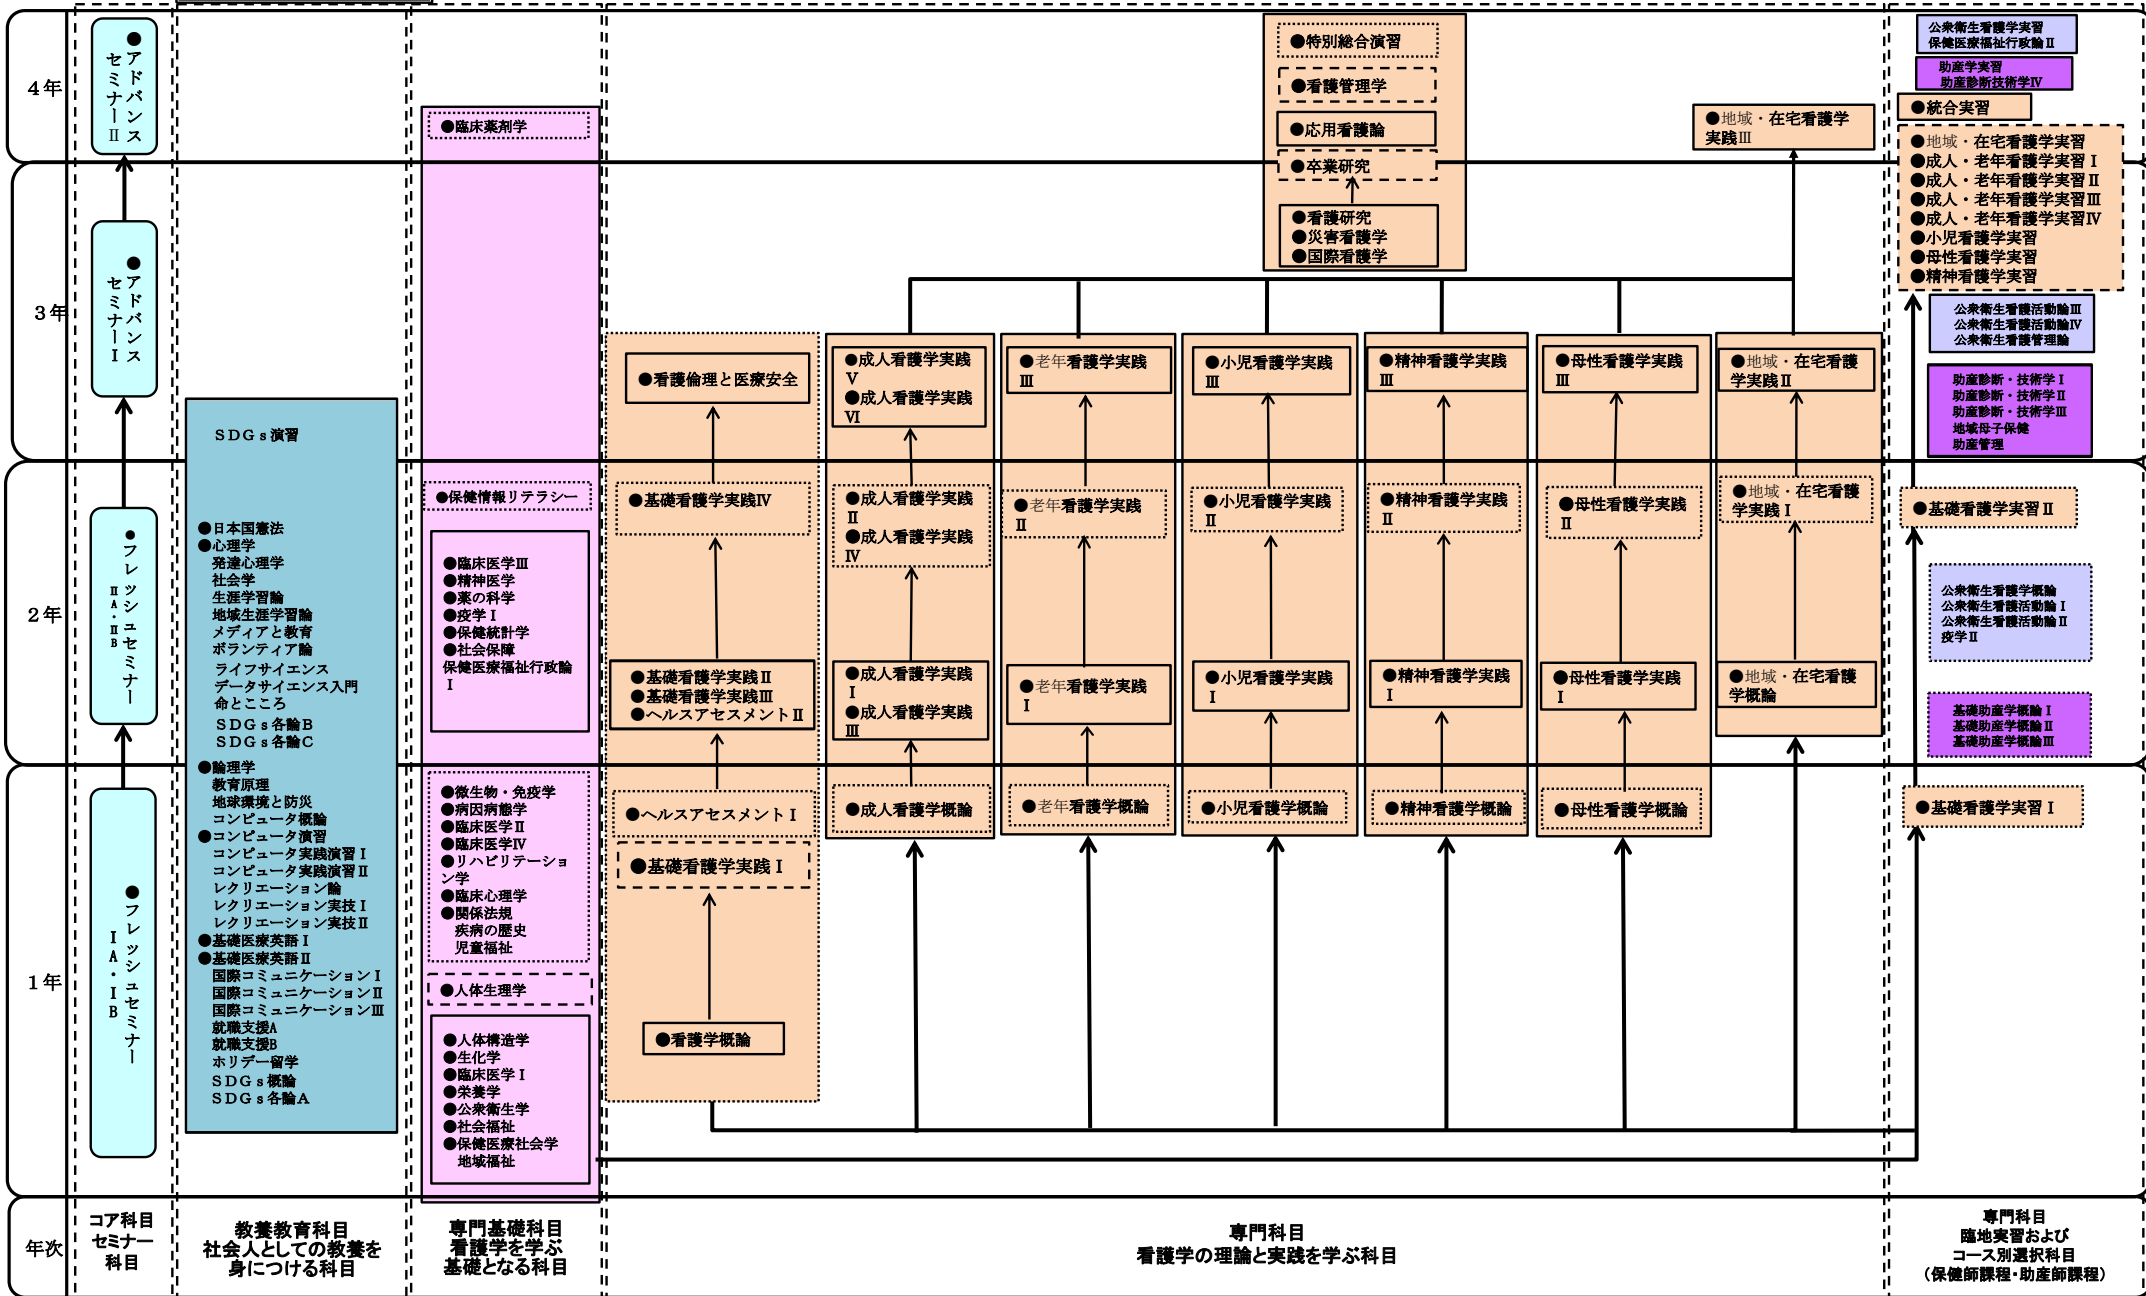 4年
●アドバンス
セミナーⅡ
●臨床薬剤学
●特別総合演習
●看護管理学
●応用看護論
●卒業研究
●看護研究
●災害看護学
●国際看護学
●地域・在宅看護学
実践Ⅲ
公衆衛生看護学実習
保健医療福祉行政論Ⅱ
助産学実習
助産診断技術学Ⅳ
●統合実習
●地域・在宅看護学実習
●成人・老年看護学実習Ⅰ
●成人・老年看護学実習Ⅱ
●成人・老年看護学実習Ⅲ
●成人・老年看護学実習Ⅳ
●小児看護学実習
●母性看護学実習
●精神看護学実習
3年
●アドバンス
セミナーⅠ
SDGs演習
●看護倫理と医療安全
●成人看護学実践
Ⅴ
●成人看護学実践
Ⅵ
●老年看護学実践
Ⅲ
●小児看護学実践
Ⅲ
●精神看護学実践
Ⅲ
●母性看護学実践
Ⅲ
●地域・在宅看護
学実践Ⅱ
公衆衛生看護活動論Ⅲ
公衆衛生看護活動論Ⅳ
公衆衛生看護管理論
助産診断・技術学Ⅰ
助産診断・技術学Ⅱ
助産診断・技術学Ⅲ
地域母子保健
助産管理
2年
●フレッシュセミナー
ⅡA・ⅡB
●日本国憲法
●心理学
発達心理学
社会学
生涯学習論
地域生涯学習論
メディアと教育
ボランティア論
ライフサイエンス
データサイエンス入門
命とこころ
SDGs各論B
SDGs各論C
●保健情報リテラシー
●臨床医学Ⅲ
●精神医学
●薬の科学
●疫学Ⅰ
●保健統計学
●社会保障
保健医療福祉行政論
Ⅰ
●基礎看護学実践Ⅳ
●基礎看護学実践Ⅱ
●基礎看護学実践Ⅲ
●ヘルスアセスメントⅡ
●成人看護学実践
Ⅱ
●成人看護学実践
Ⅳ
●成人看護学実践
Ⅰ
●成人看護学実践
Ⅲ
●老年看護学実践
Ⅱ
●老年看護学実践
Ⅰ
●小児看護学実践
Ⅱ
●小児看護学実践
Ⅰ
●精神看護学実践
Ⅱ
●精神看護学実践
Ⅰ
●母性看護学実践
Ⅱ
●母性看護学実践
Ⅰ
●地域・在宅看護
学実践Ⅰ
●地域・在宅看護
学概論
●基礎看護学実習Ⅱ
公衆衛生看護学概論
公衆衛生看護活動論Ⅰ
公衆衛生看護活動論Ⅱ
疫学Ⅱ
基礎助産学概論Ⅰ
基礎助産学概論Ⅱ
基礎助産学概論Ⅲ
1年
●フレッシュセミナー
ⅠA・ⅠB
●論理学
教育原理
地球環境と防災
コンピュータ概論
●コンピュータ演習
コンピュータ実践演習Ⅰ
コンピュータ実践演習Ⅱ
レクリエーション論
レクリエーション実技Ⅰ
レクリエーション実技Ⅱ
●基礎医療英語Ⅰ
●基礎医療英語Ⅱ
国際コミュニケーションⅠ
国際コミュニケーションⅡ
国際コミュニケーションⅢ
就職支援A
就職支援B
ホリデー留学
SDGs概論
SDGs各論A
●微生物・免疫学
●病因病態学
●臨床医学Ⅱ
●臨床医学Ⅳ
●リハビリテーショ
ン学
●臨床心理学
●関係法規
疾病の歴史
児童福祉
●人体生理学
●人体構造学
●生化学
●臨床医学Ⅰ
●栄養学
●公衆衛生学
●社会福祉
●保健医療社会学
地域福祉
●ヘルスアセスメントⅠ
●基礎看護学実践Ⅰ
●看護学概論
●成人看護学概論
●老年看護学概論
●小児看護学概論
●精神看護学概論
●母性看護学概論
●基礎看護学実習Ⅰ
年次
コア科目
セミナー
科目
教養教育科目
社会人としての教養を
身につける科目
専門基礎科目
看護学を学ぶ
基礎となる科目
専門科目
看護学の理論と実践を学ぶ科目
専門科目
臨地実習および
コース別選択科目
（保健師課程・助産師課程）